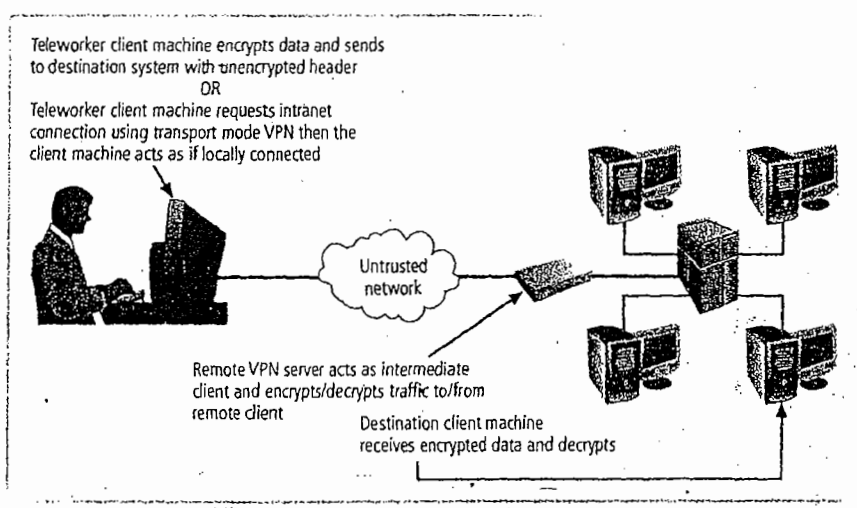 Teleworker client machine encrypts data and sends
to destination system with unencrypted header
OR
Teleworker client machine requests intranet
connection using transport mode VPN then the
client machine acts as if locally connected
Untrusted
network
Remote VPN server acts as intermediate
client and encrypts/decrypts traffic to/from
remote client
Destination client machine
receives encrypted data and decrypts